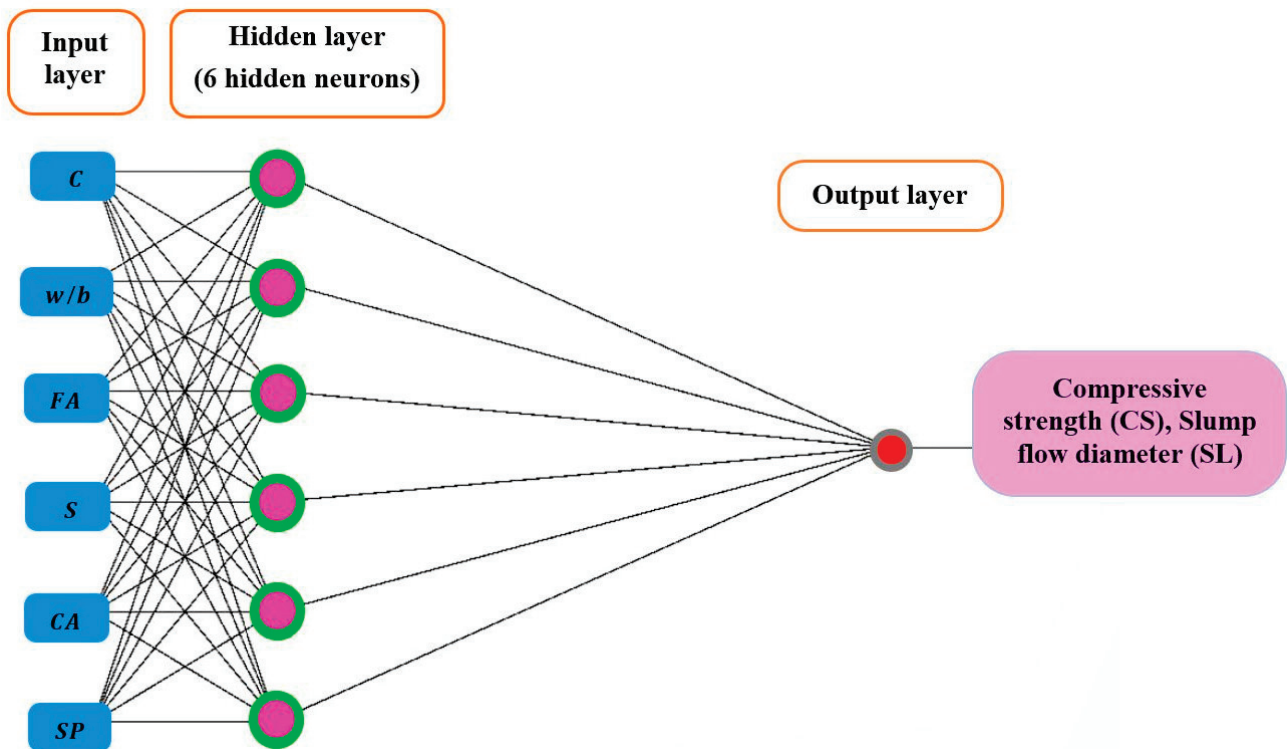 Input
layer
Hidden layer
(6 hidden neurons)
Output layer
C
w/b
FA
S
CA
SP
Compressive
strength (CS), Slump
flow diameter (SL)